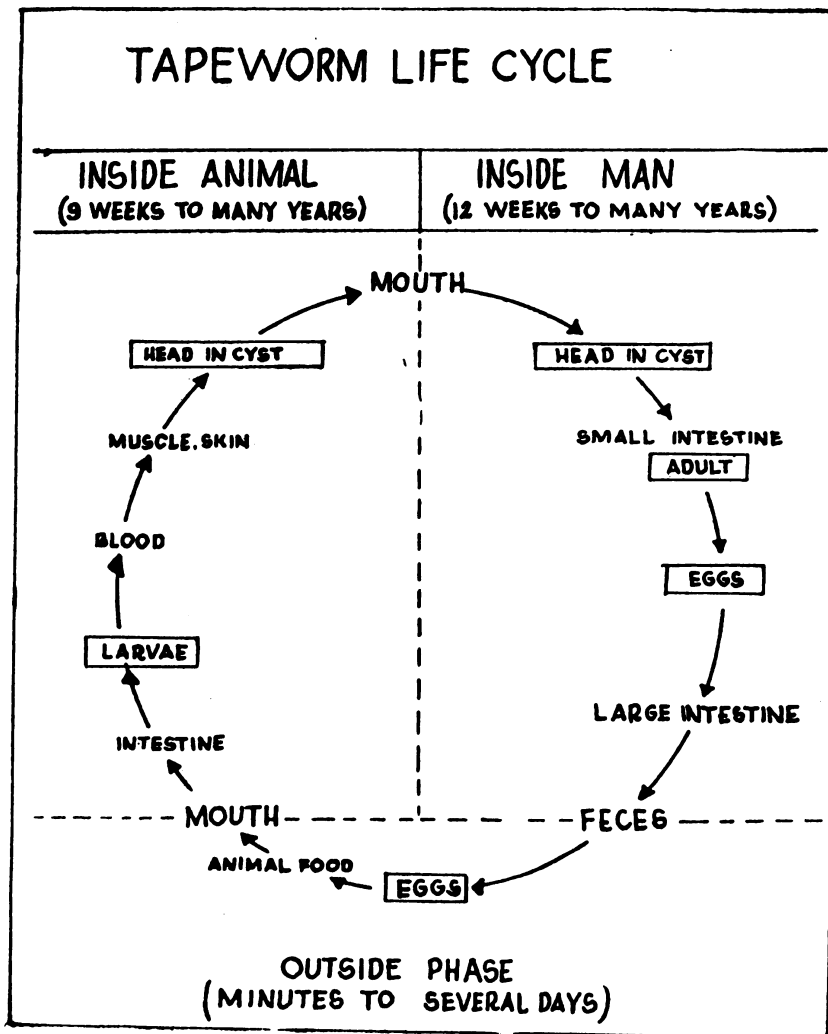 TAPEWORM LIFE CYCLE
INSIDE ANIMAL
(9 WEEKS TO MANY YEARS)
INSIDE MAN
(12 WEEKS TO MANY YEARS)
MOUTH
HEAD IN CYST
SMALL INTESTINE
ADULT
EGGS
LARGE INTESTINE
FECES
EGGS
ANIMAL FOOD
MOUTH
INTESTINE
LARVAE
BLOOD
MUSCLE.SKIN
HEAD IN CYST
OUTSIDE PHASE
(MINUTES TO SEVERAL DAYS)